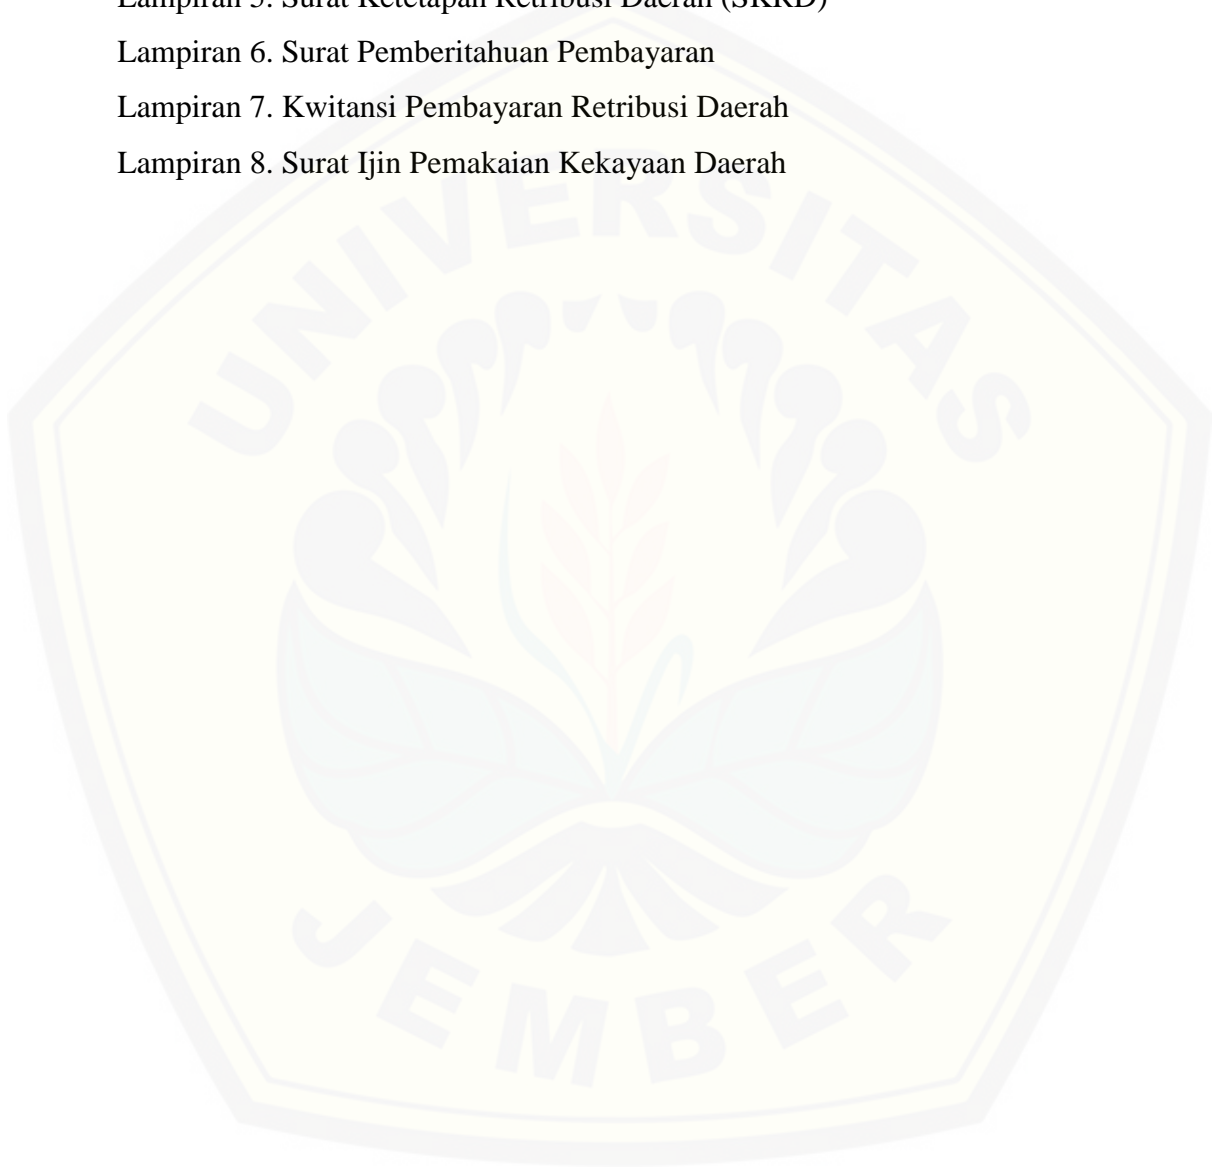 Lampiran 5. Surat Ketetapan Retribusi Daerah (SKRD)
Lampiran 6. Surat Pemberitahuan Pembayaran
Lampiran 7. Kwitansi Pembayaran Retribusi Daerah
Lampiran 8. Surat Ijin Pemakaian Kekayaan Daerah
UNIVERSITAS
JEMBER